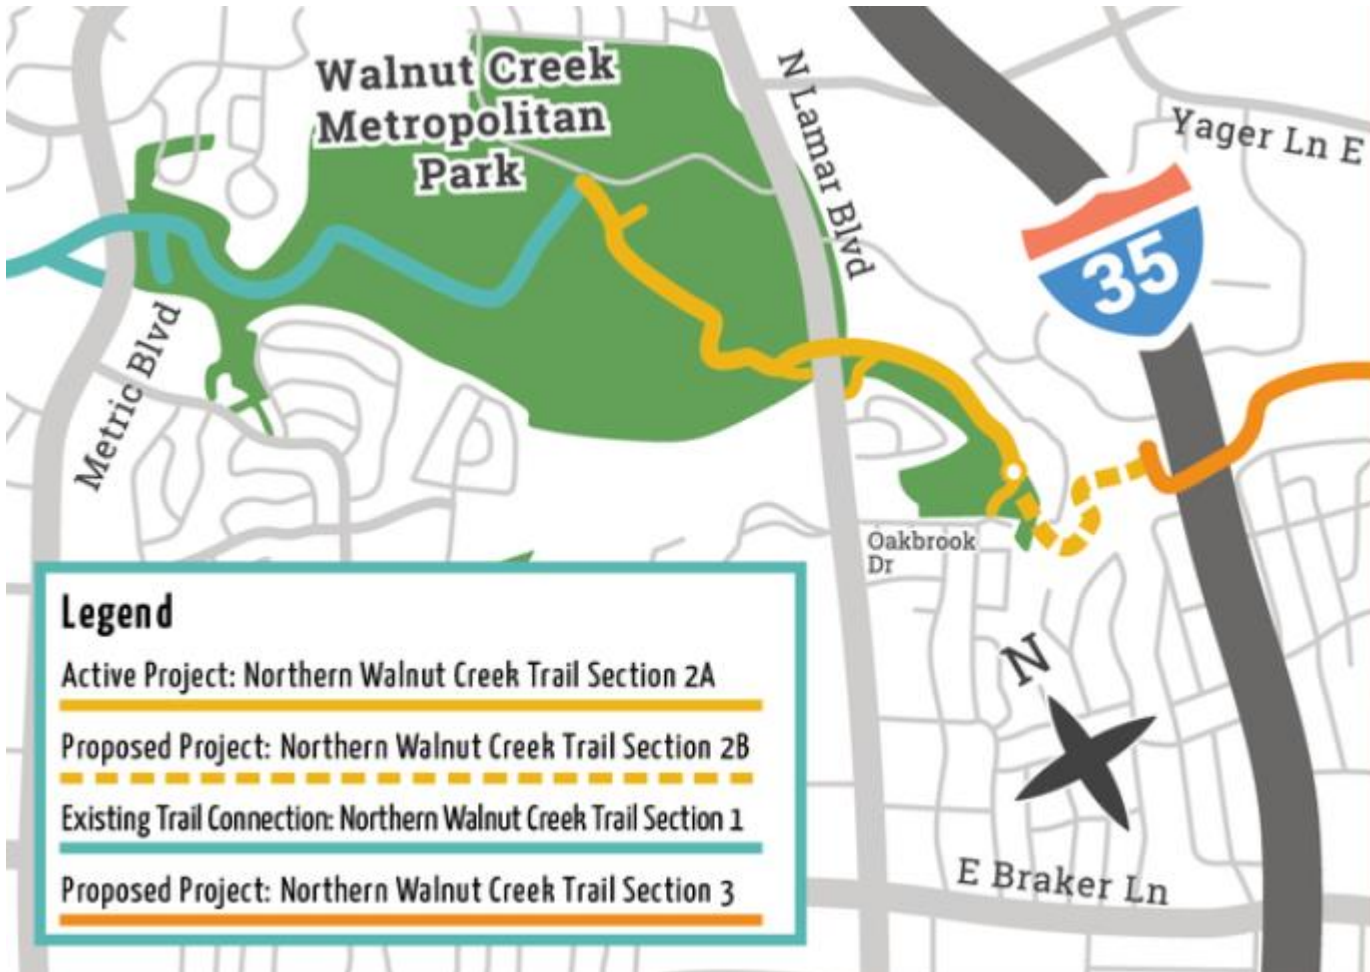 Walnut Creek
Metropolitan
Park
N Lamar Blvd
Yager Ln E
35
Metric Blvd
Oakbrook
Dr
N
E Braker Ln
Legend
Active Project: Northern Walnut Creek Trail Section 2A
Proposed Project: Northern Walnut Creek Trail Section 2B
Existing Trail Connection: Northern Walnut Creek Trail Section 1
Proposed Project: Northern Walnut Creek Trail Section 3